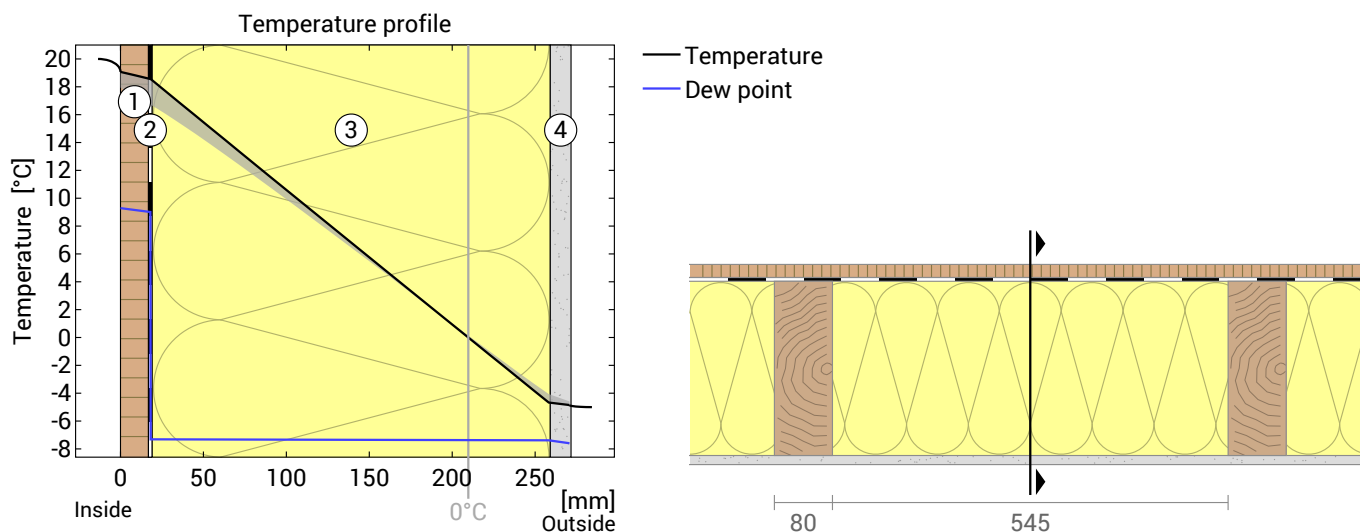 Temperature profile
Temperature [°C]
20
18
16
14
12
10
8
6
4
2
0
-2
-4
-6
-8
1
2
3
4
0 50 100 150 200 250
[mm]
Inside
0°C
Outside
Temperature
Dew point
80
545